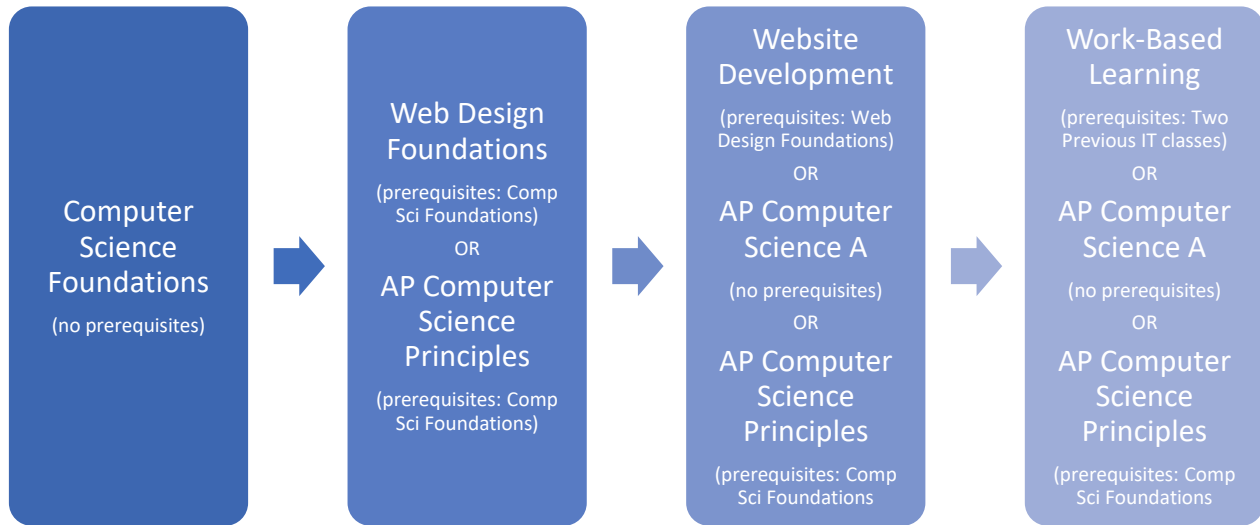 Computer
Science
Foundations
(no prerequisites)
Web Design
Foundations
(prerequisites: Comp
Sci Foundations)
OR
AP Computer
Science
Principles
(prerequisites: Comp
Sci Foundations)
Website
Development
(prerequisites: Web
Design Foundations)
OR
AP Computer
Science A
(no prerequisites)
OR
AP Computer
Science
Principles
(prerequisites: Comp
Sci Foundations
Work-Based
Learning
(prerequisites: Two
Previous IT classes)
OR
AP Computer
Science A
(no prerequisites)
OR
AP Computer
Science
Principles
(prerequisites: Comp
Sci Foundations